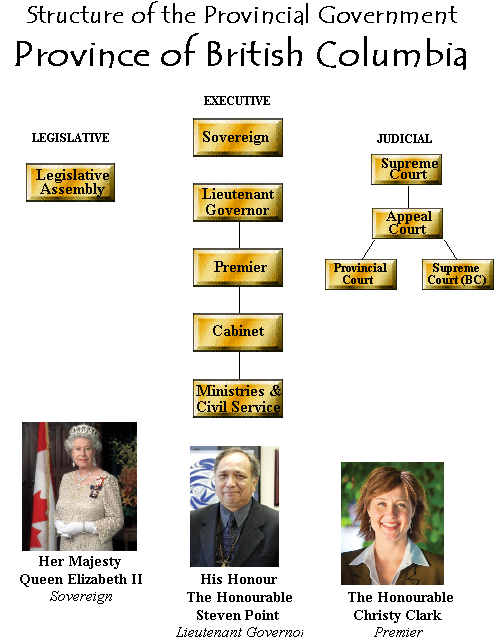 Structure of the Provincial Government
Province of British Columbia
EXECUTIVE
LEGISLATIVE
JUDICIAL
Sovereign
Legislative
Assembly
Supreme
Court
Lieutenant
Governor
Appeal
Court
Premier
Provincial
Court
Supreme
Court (BC)
Cabinet
Ministries &
Civil Service
Her Majesty
Queen Elizabeth II
Sovereign
His Honour
The Honourable
Steven Point
Lieutenant Governor
The Honourable
Christy Clark
Premier